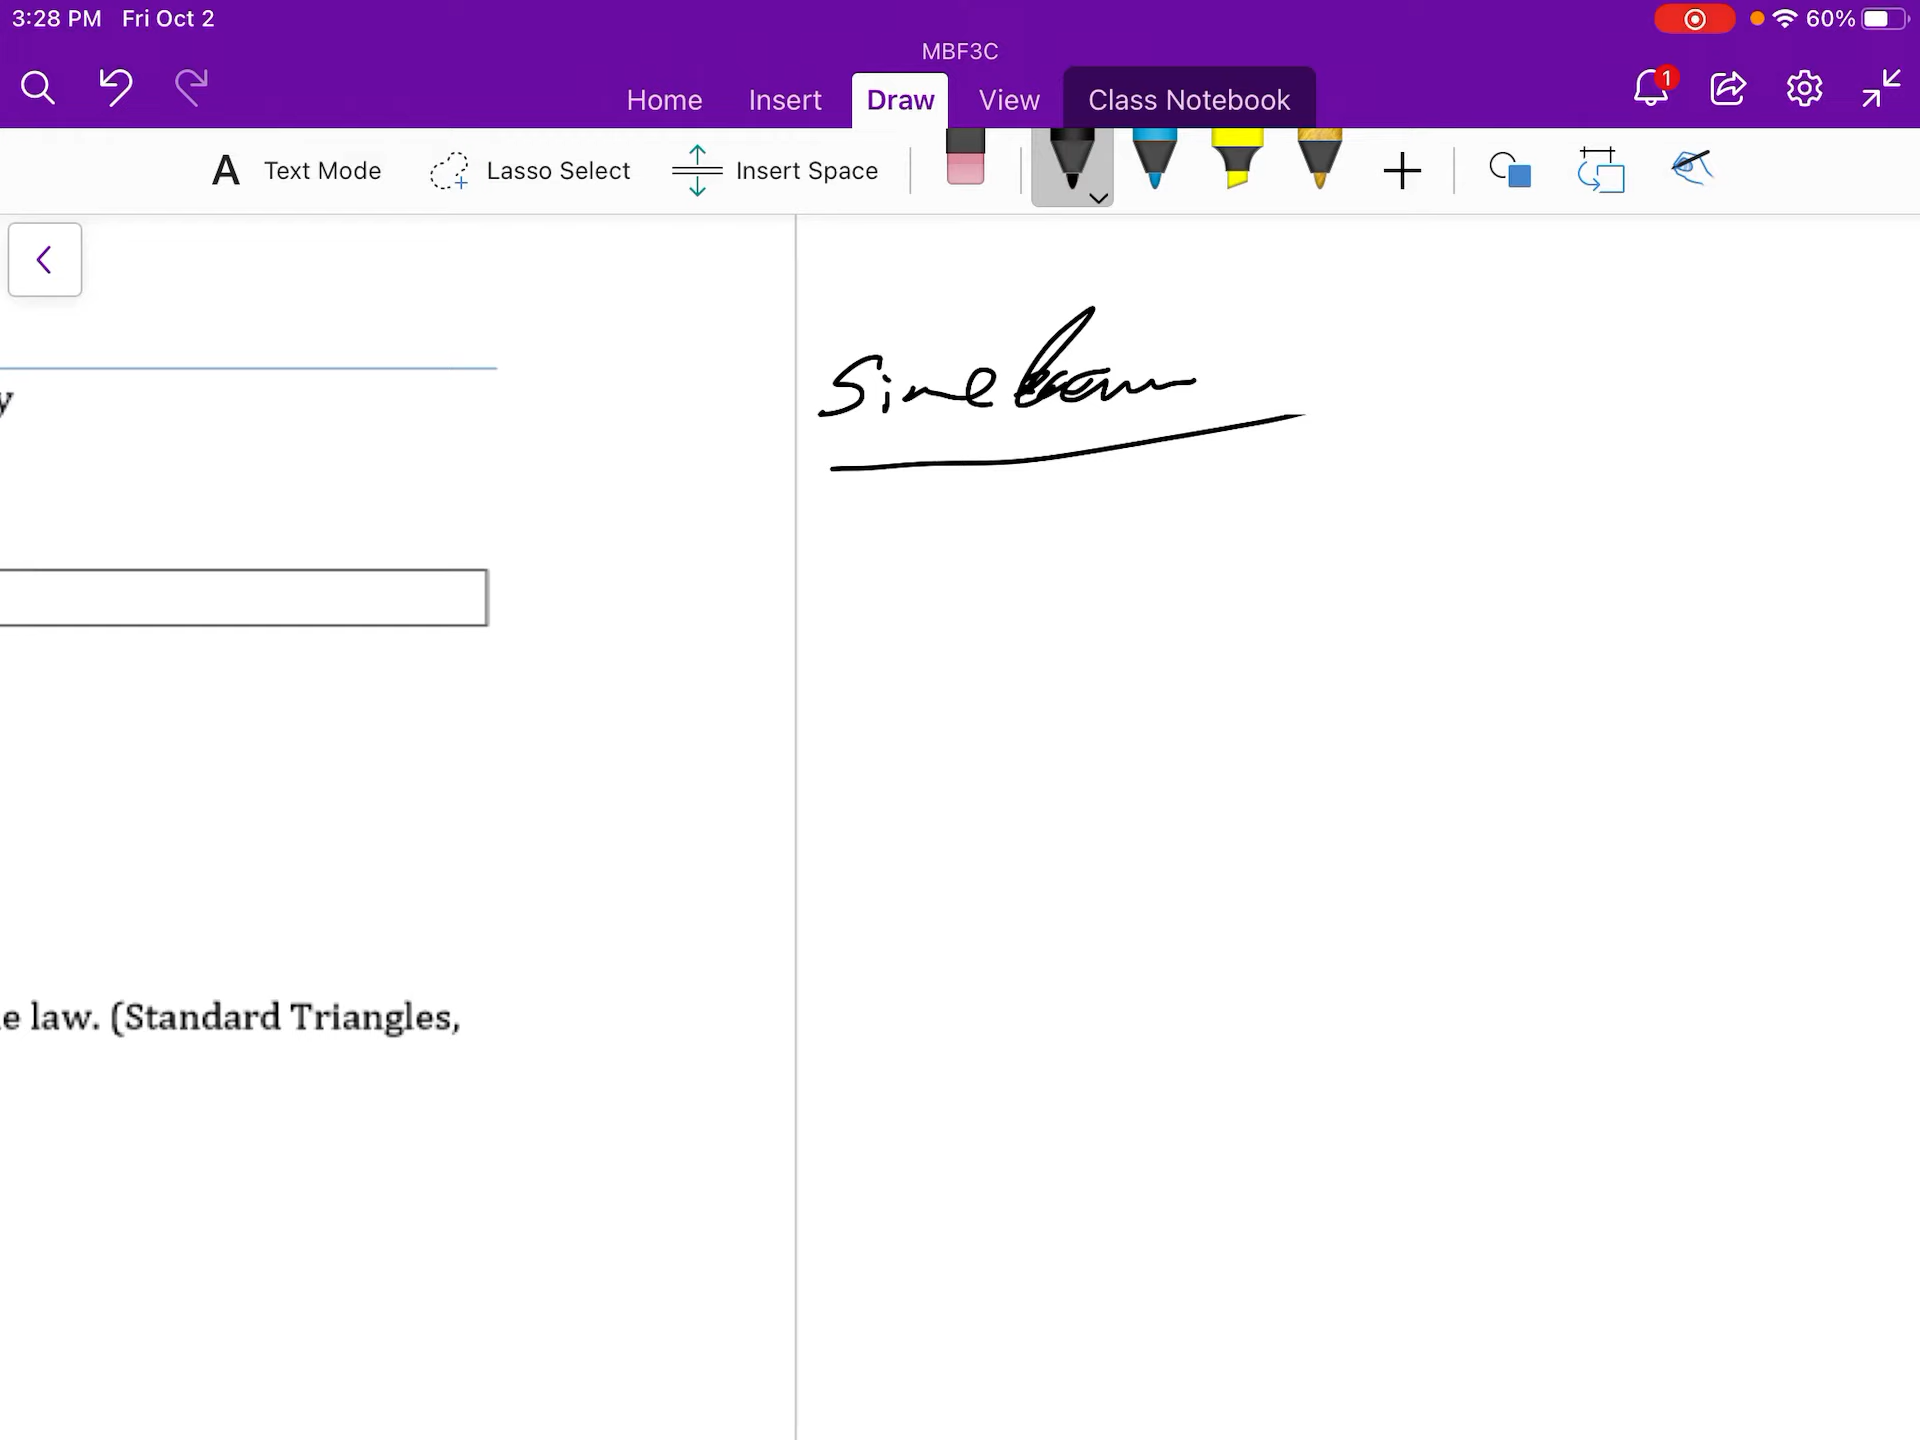 3:28 PM Fri Oct 2
60%
MBF3C
Home Insert Draw View Class Notebook
1
A Text Mode Lasso Select Insert Space
Sine
y
e law. (Standard Triangles,